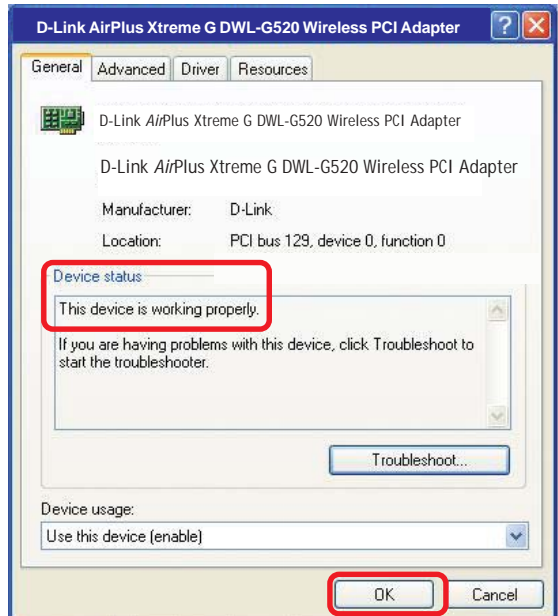 D-Link AirPlus Xtreme G DWL-G520 Wireless PCI Adapter
General Advanced Driver Resources
D-Link AirPlus Xtreme G DWL-G520 Wireless PCI Adapter
D-Link AirPlus Xtreme G DWL-G520 Wireless PCI Adapter
Manufacturer: D-Link
Location: PCI bus 129, device 0, function 0
Device status
This device is working properly.
If you are having problems with this device, click Troubleshoot to
start the troubleshooter.
Troubleshoot...
Device usage:
Use this device (enable)
OK Cancel